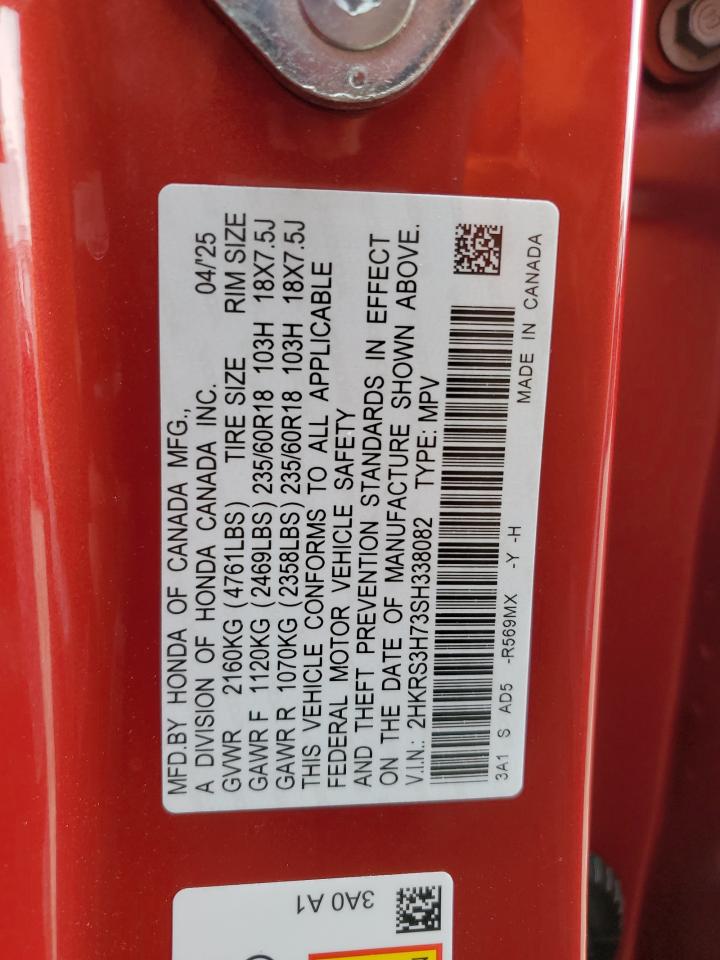 MFD.BY HONDA OF CANADA MFG.,
A DIVISION OF HONDA CANADA INC. 04/'25
GVWR 2160KG (4761LBS) TIRE SIZE RIM SIZE
GAWR F 1120KG (2469LBS) 235/60R18 103H 18X7.5J
GAWR R 1070KG (2358LBS) 235/60R18 103H 18X7.5J
THIS VEHICLE CONFORMS TO ALL APPLICABLE
FEDERAL MOTOR VEHICLE SAFETY
AND THEFT PREVENTION STANDARDS IN EFFECT
ON THE DATE OF MANUFACTURE SHOWN ABOVE.
V.I.N.: 2HKRS3H73SH338082 TYPE: MPV
3A1 S AD5 -R569MX -Y -H
MADE IN CANADA
3A0 A1